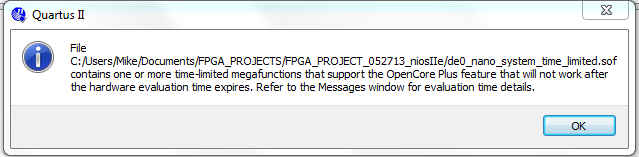 Quartus II
File
C:/Users/Mike/Documents/FPGA_PROJECTS/FPGA_PROJECT_052713_niosIIe/de0_nano_system_time_limited.sof
contains one or more time-limited megafunctions that support the OpenCore Plus feature that will not work after
the hardware evaluation time expires. Refer to the Messages window for evaluation time details.
OK